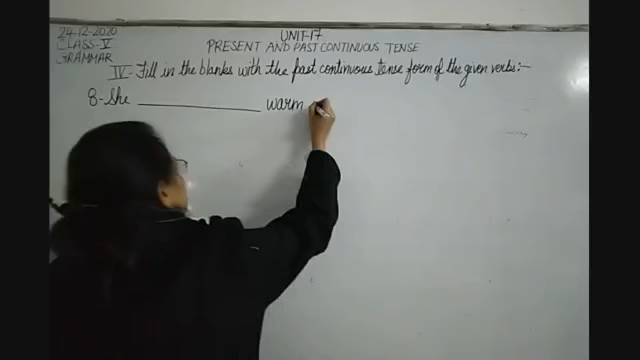 24-12-2020
CLASS-V
GRAMMAR
UNIT-17
PRESENT AND PAST CONTINUOUS TENSE
IV- Fill in the blanks with the past continuous tense form of the given verbs:-
8- She ________ warm